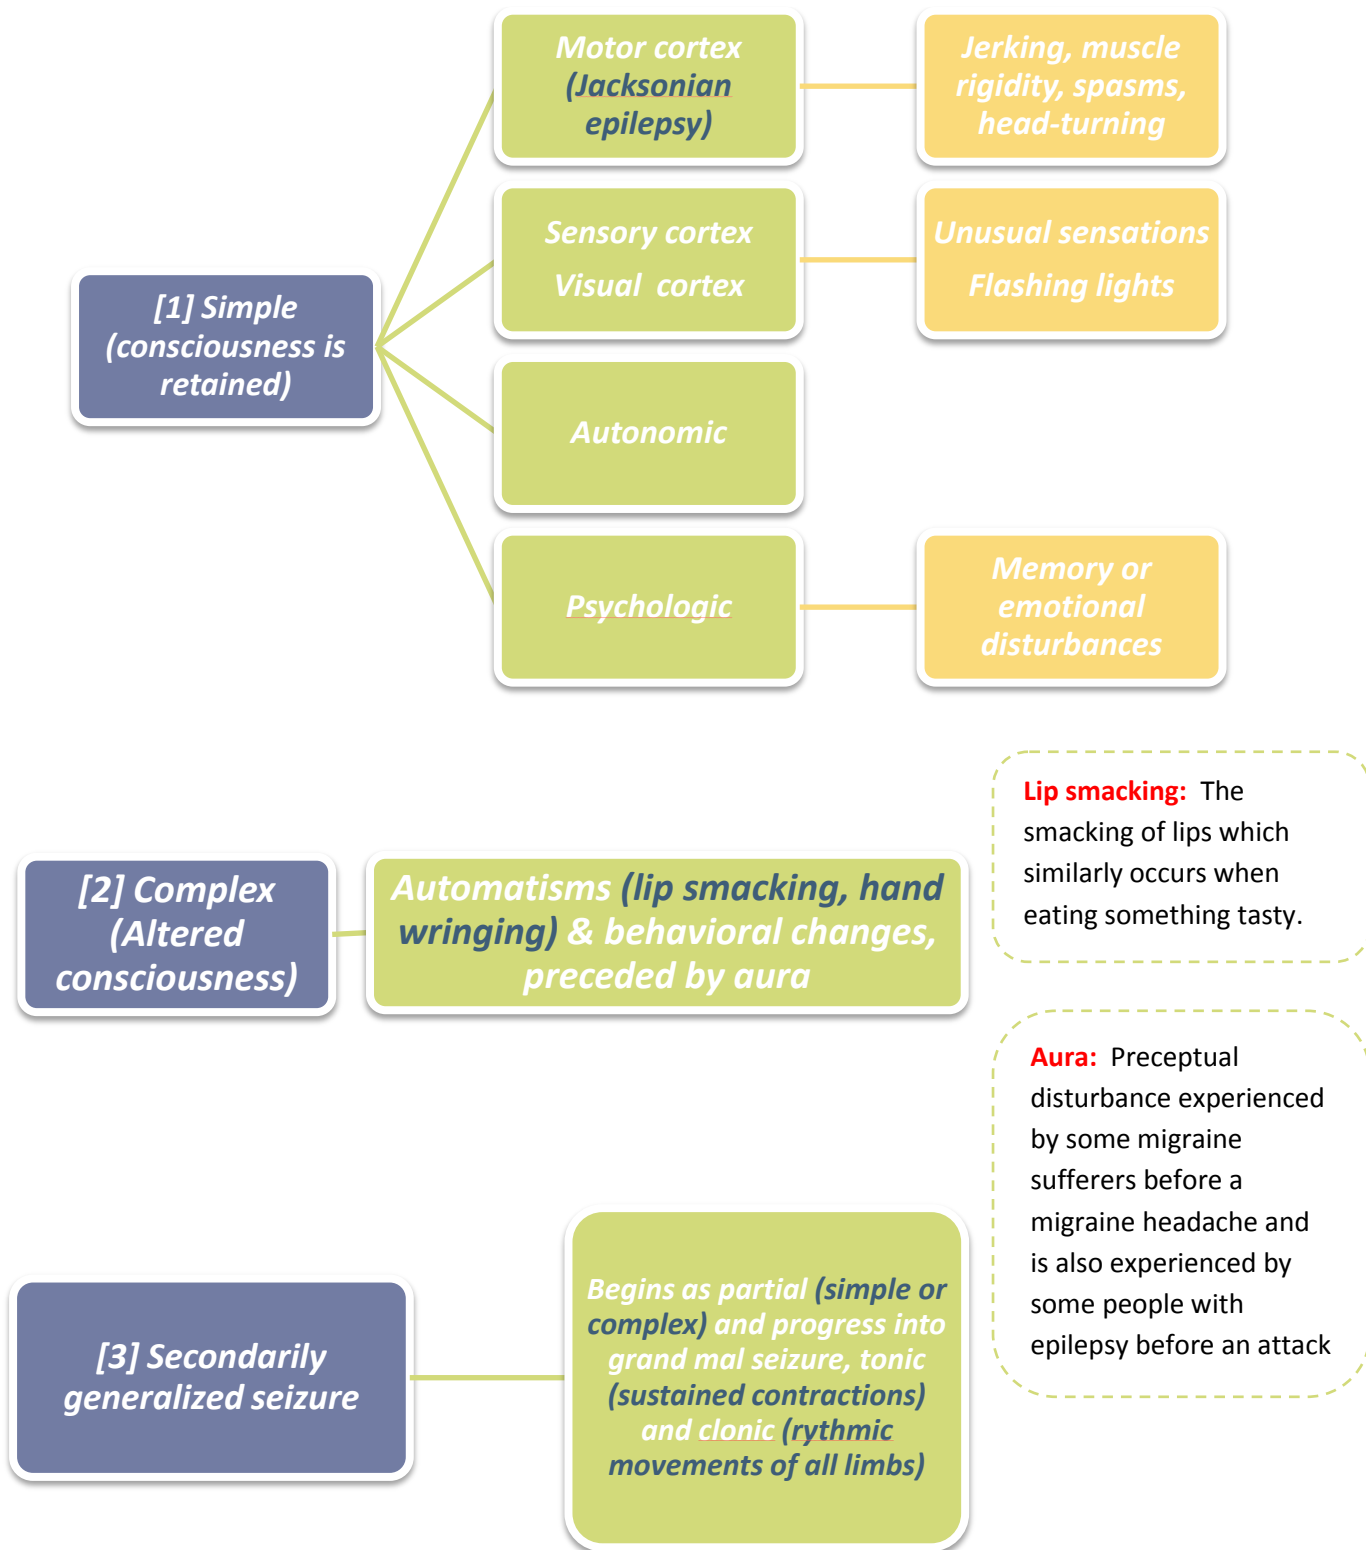 Motor cortex
(Jacksonian
epilepsy)
Jerking, muscle
rigidity, spasms,
head-turning
Sensory cortex
Visual cortex
Unusual sensations
Flashing lights
[1] Simple
(consciousness is
retained)
Autonomic
Psychologic
Memory or
emotional
disturbances
Lip smacking: The
smacking of lips which
similarly occurs when
eating something tasty.
[2] Complex
(Altered
consciousness)
Automatisms (lip smacking, hand
wringing) & behavioral changes,
preceded by aura
Aura: Preceptual
disturbance experienced
by some migraine
sufferers before a
migraine headache and
is also experienced by
some people with
epilepsy before an attack
[3] Secondarily
generalized seizure
Begins as partial (simple or
complex) and progress into
grand mal seizure, tonic
(sustained contractions)
and clonic (rythmic
movements of all limbs)